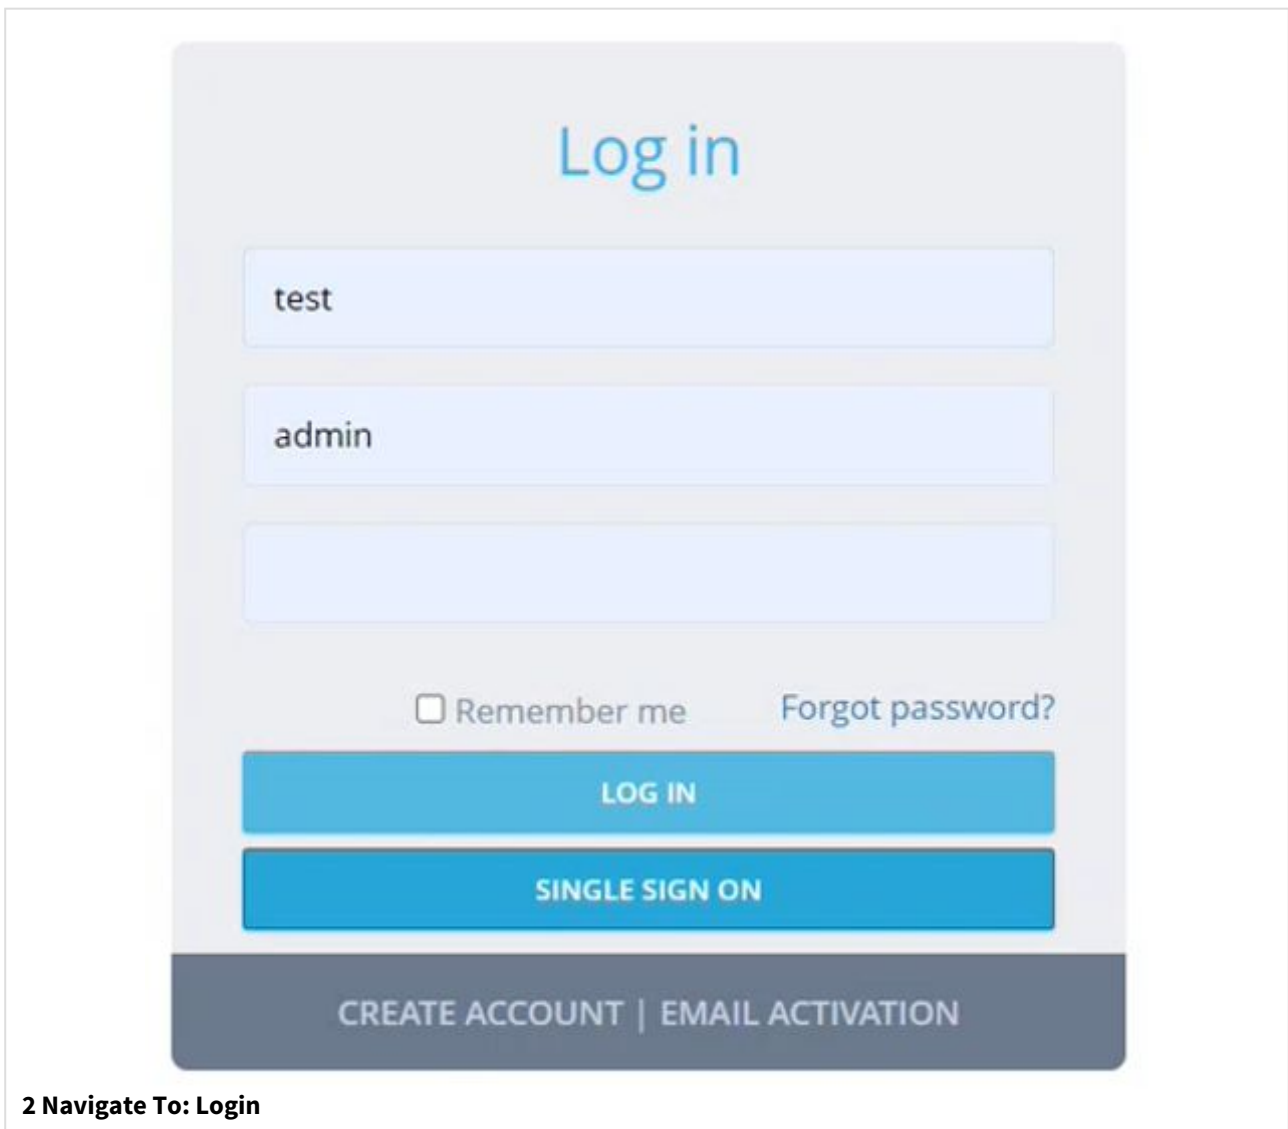 Log in
test
admin
Remember me Forgot password?
LOG IN
SINGLE SIGN ON
CREATE ACCOUNT | EMAIL ACTIVATION
2 Navigate To: Login